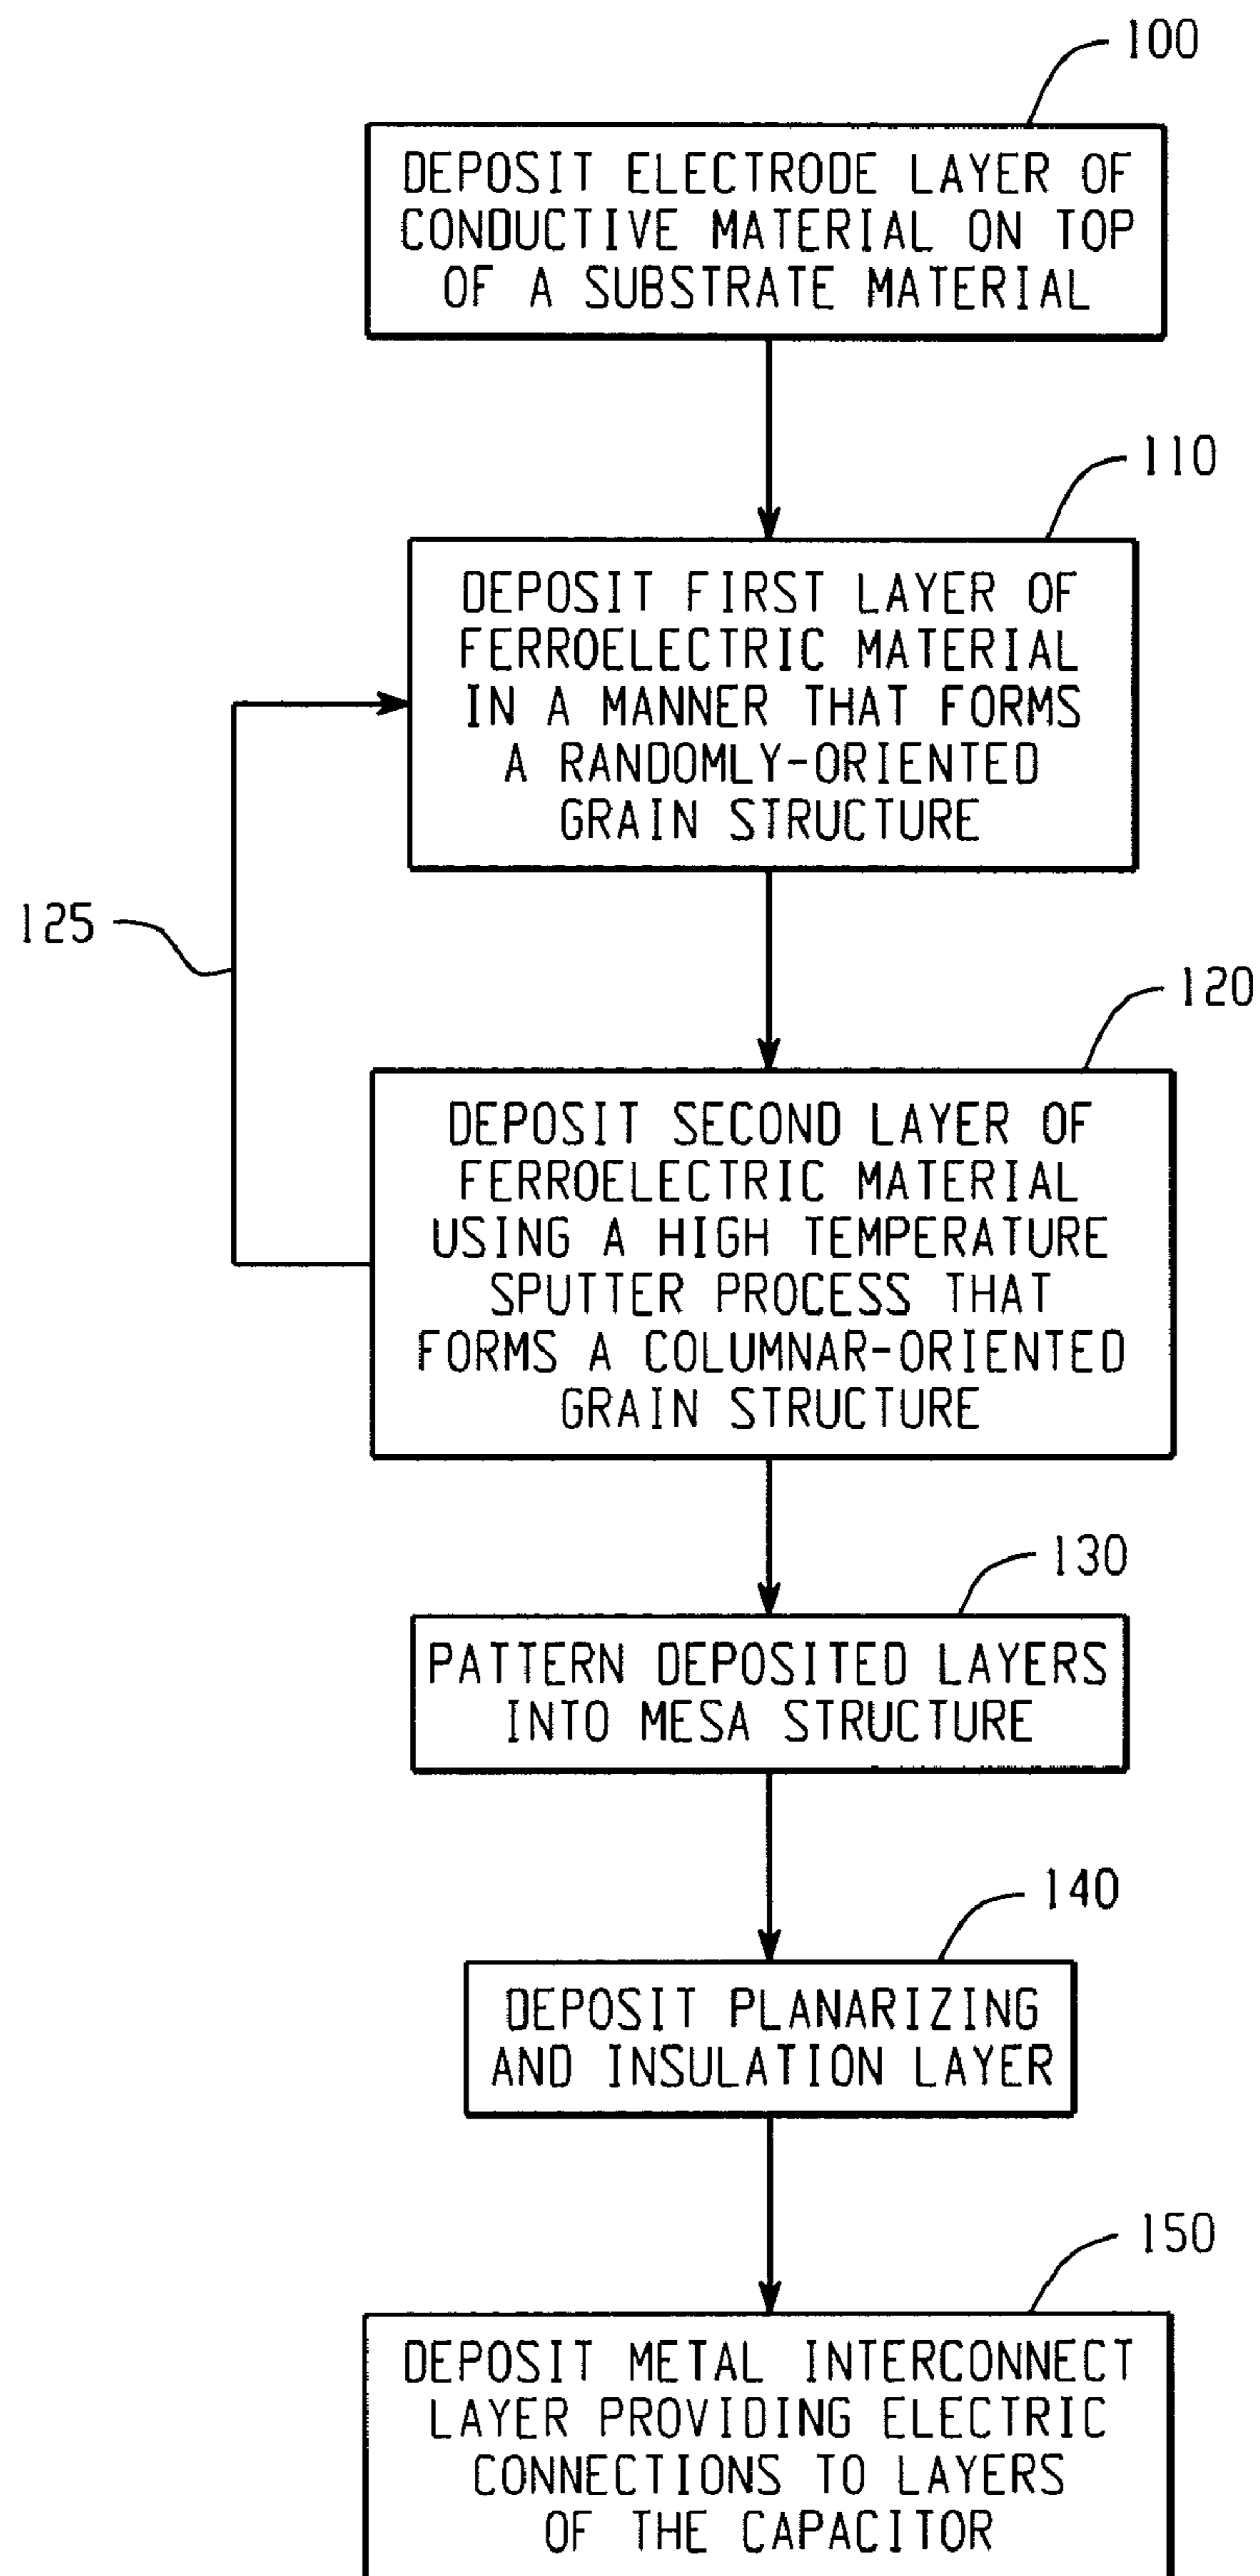 100
DEPOSIT ELECTRODE LAYER OF
CONDUCTIVE MATERIAL ON TOP
OF A SUBSTRATE MATERIAL
110
DEPOSIT FIRST LAYER OF
FERROELECTRIC MATERIAL
IN A MANNER THAT FORMS
A RANDOMLY-ORIENTED
GRAIN STRUCTURE
125
120
DEPOSIT SECOND LAYER OF
FERROELECTRIC MATERIAL
USING A HIGH TEMPERATURE
SPUTTER PROCESS THAT
FORMS A COLUMNAR-ORIENTED
GRAIN STRUCTURE
130
PATTERN DEPOSITED LAYERS
INTO MESA STRUCTURE
140
DEPOSIT PLANARIZING
AND INSULATION LAYER
150
DEPOSIT METAL INTERCONNECT
LAYER PROVIDING ELECTRIC
CONNECTIONS TO LAYERS
OF THE CAPACITOR